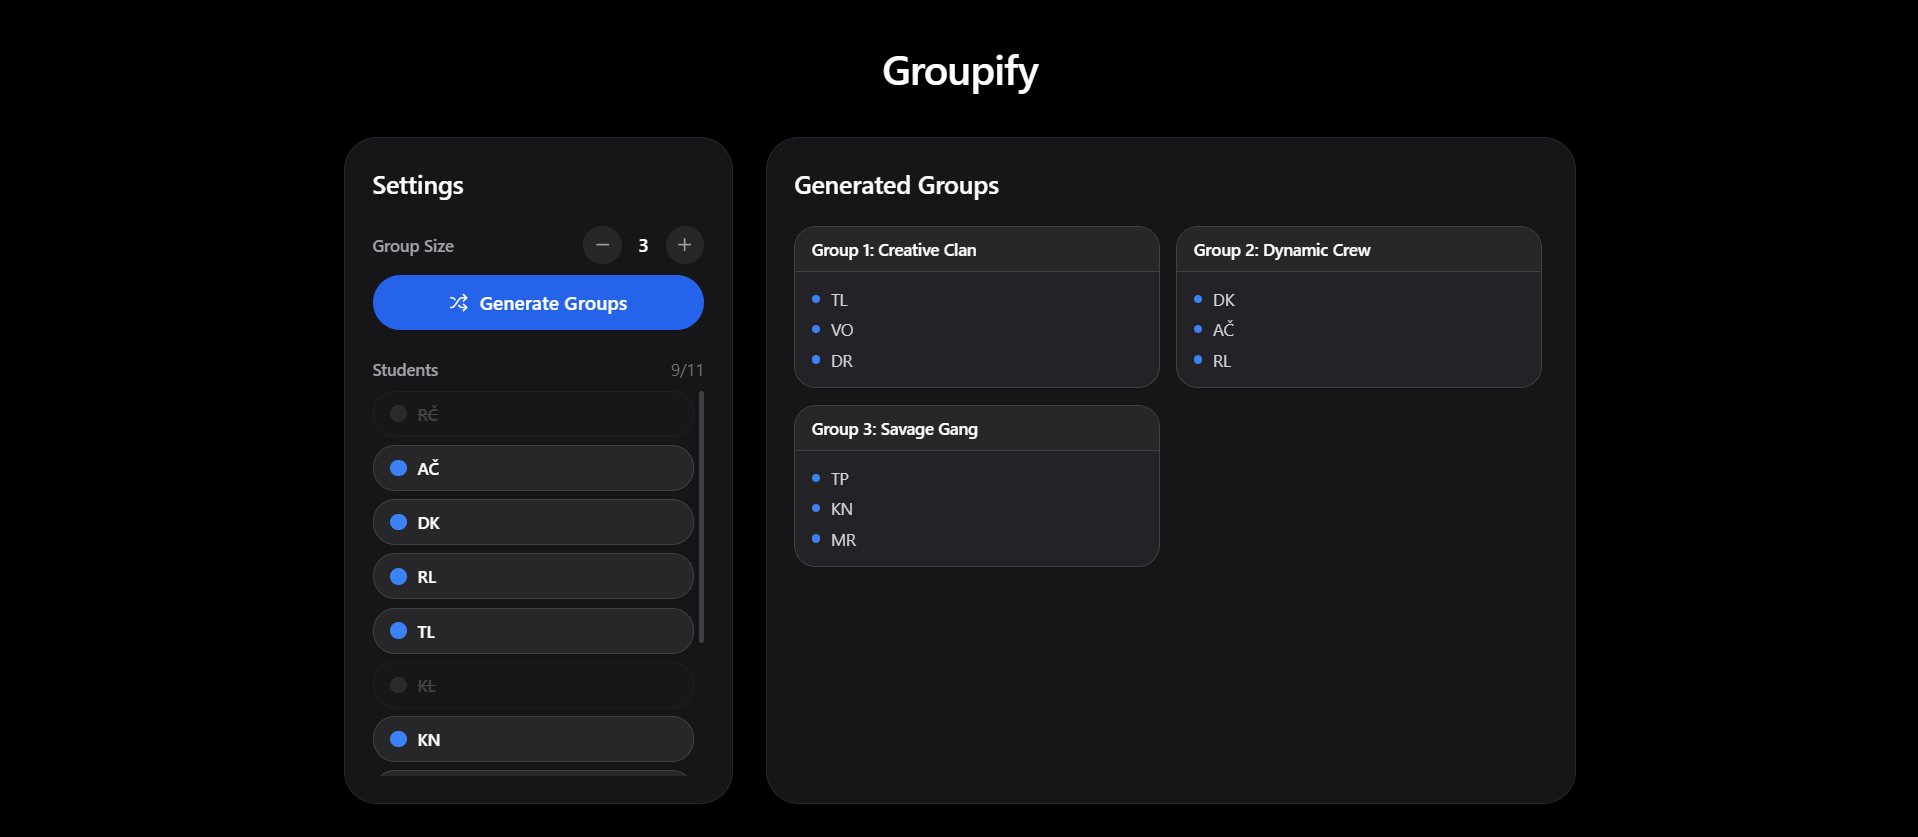 Groupify
Settings
Group Size
3
Generate Groups
Students 9/11
RČ
AČ
DK
RL
TL
KL
KN
Generated Groups
Group 1: Creative Clan
TL
VO
DR
Group 2: Dynamic Crew
DK
AČ
RL
Group 3: Savage Gang
TP
KN
MR